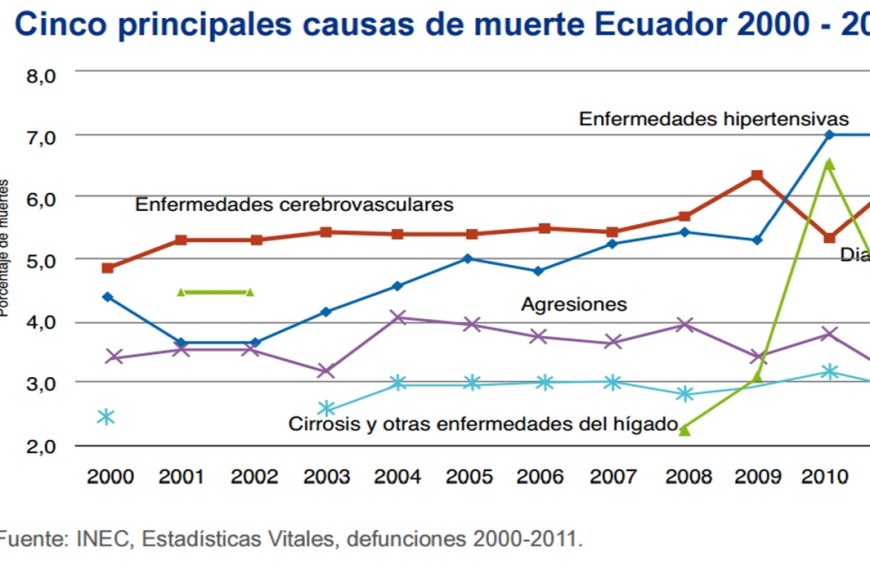 Cinco principales causas de muerte Ecuador 2000 - 20
8,0
Enfermedades hipertensivas
7,0
6,0
Enfermedades cerebrovasculares
Porcentaje de muertes
5,0
Dia
Agresiones
4,0
3,0
Cirrosis y otras enfermedades del hígado
2,0
2000 2001 2002 2003 2004 2005 2006 2007 2008 2009 2010
Fuente: INEC, Estadísticas Vitales, defunciones 2000-2011.